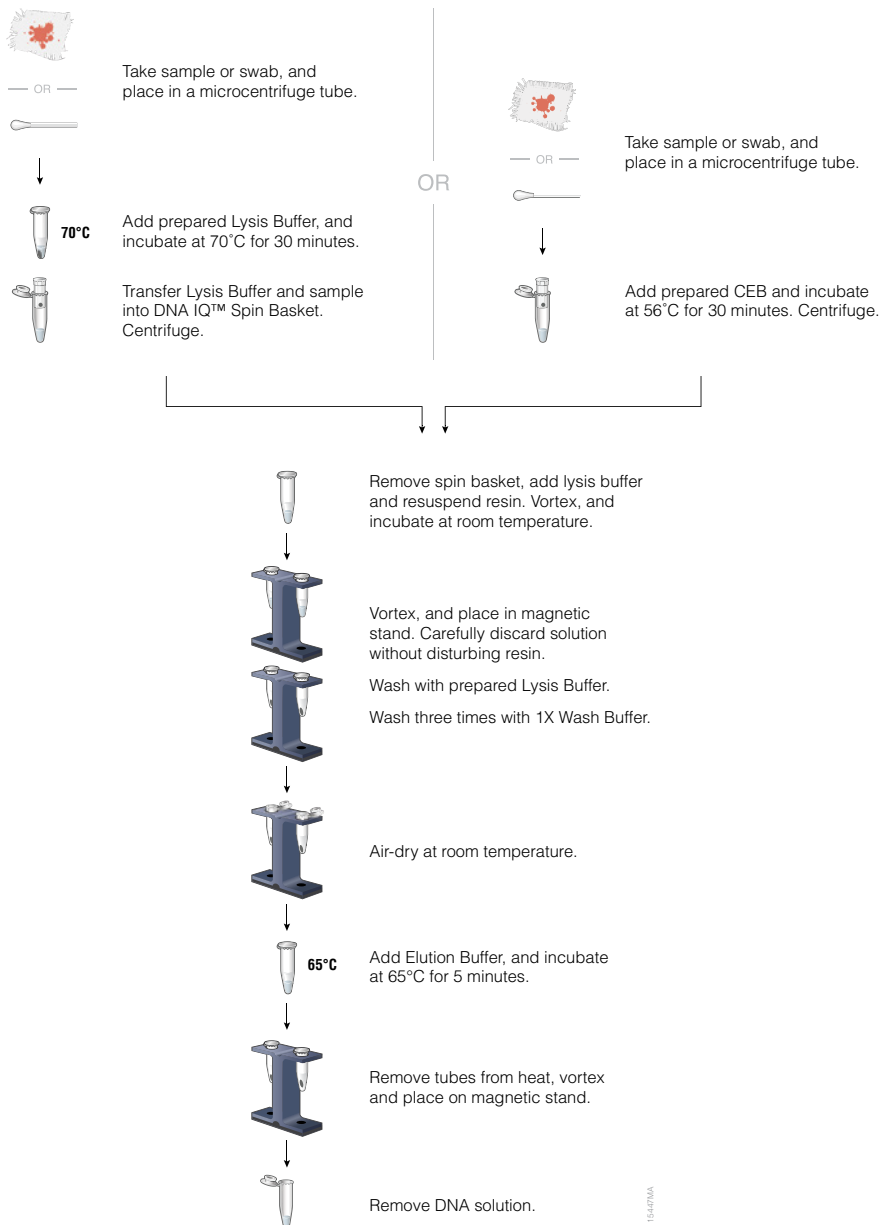 Take sample or swab, and
place in a microcentrifuge tube.
OR
70°C
Add prepared Lysis Buffer, and
incubate at 70˚C for 30 minutes.
Transfer Lysis Buffer and sample
into DNA IQ™ Spin Basket.
Centrifuge.
OR
Take sample or swab, and
place in a microcentrifuge tube.
OR
Add prepared CEB and incubate
at 56˚C for 30 minutes. Centrifuge.
Remove spin basket, add lysis buffer
and resuspend resin. Vortex, and
incubate at room temperature.
Vortex, and place in magnetic
stand. Carefully discard solution
without disturbing resin.
Wash with prepared Lysis Buffer.
Wash three times with 1X Wash Buffer.
Air-dry at room temperature.
65°C
Add Elution Buffer, and incubate
at 65°C for 5 minutes.
Remove tubes from heat, vortex
and place on magnetic stand.
Remove DNA solution.
15447MA